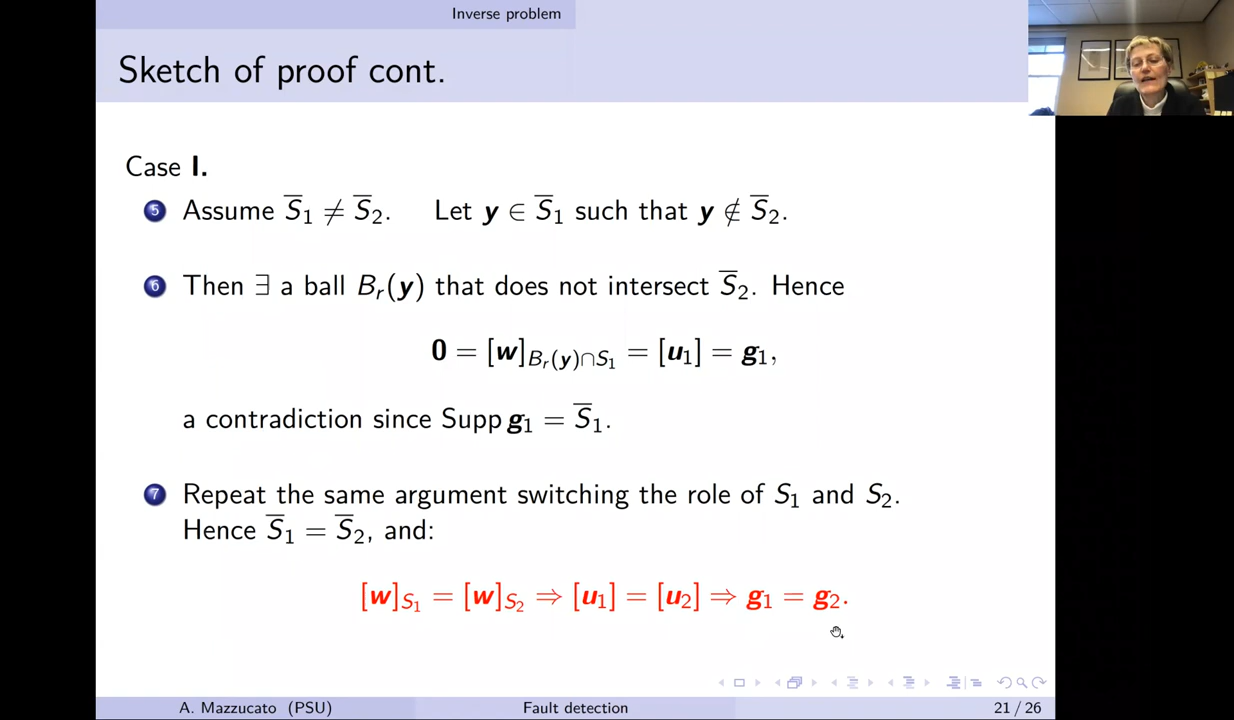 Inverse problem
Sketch of proof cont.
Case I.
5 Assume S̅₁ ≠ S̅₂. Let y ∈ S̅₁ such that y ∉ S̅₂.
6 Then ∃ a ball Bᵣ(y) that does not intersect S̅₂. Hence
0 = [w]_{Bᵣ(y)∩S₁} = [u₁] = g₁,
a contradiction since Supp g₁ = S̅₁.
7 Repeat the same argument switching the role of S₁ and S₂.
Hence S̅₁ = S̅₂, and:
[w]_{S₁} = [w]_{S₂} ⇒ [u₁] = [u₂] ⇒ g₁ = g₂.
A. Mazzucato (PSU) Fault detection 21 / 26